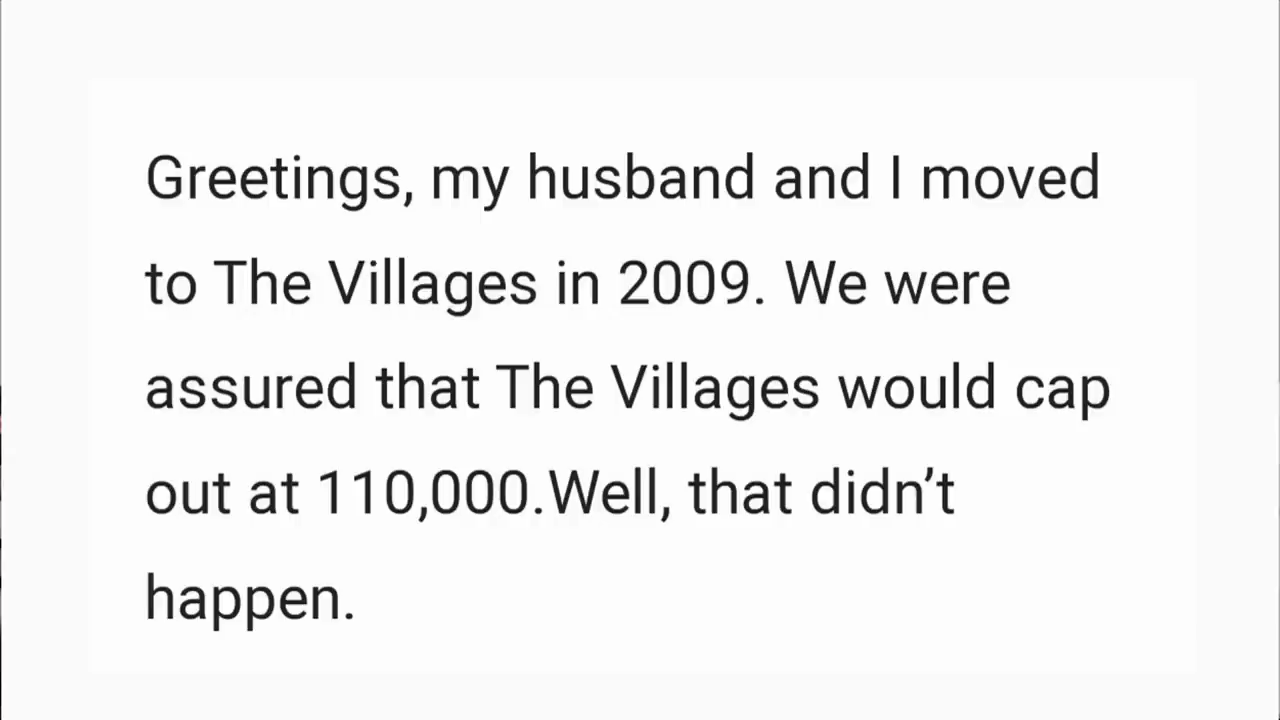 Greetings, my husband and I moved
to The Villages in 2009. We were
assured that The Villages would cap
out at 110,000.Well, that didn’t
happen.